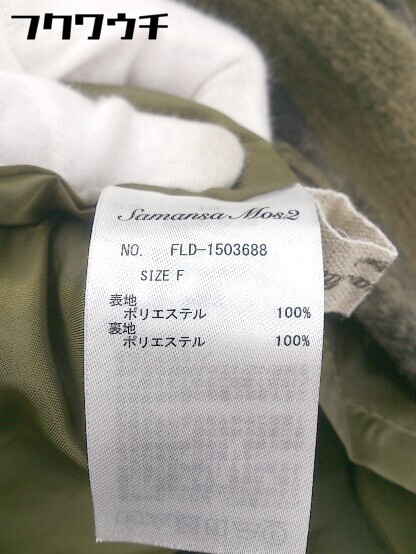 フクワウチ
Samansa Mos2
NO. FLD-1503688
SIZE F
表地
ポリエステル 100%
裏地
ポリエステル 100%